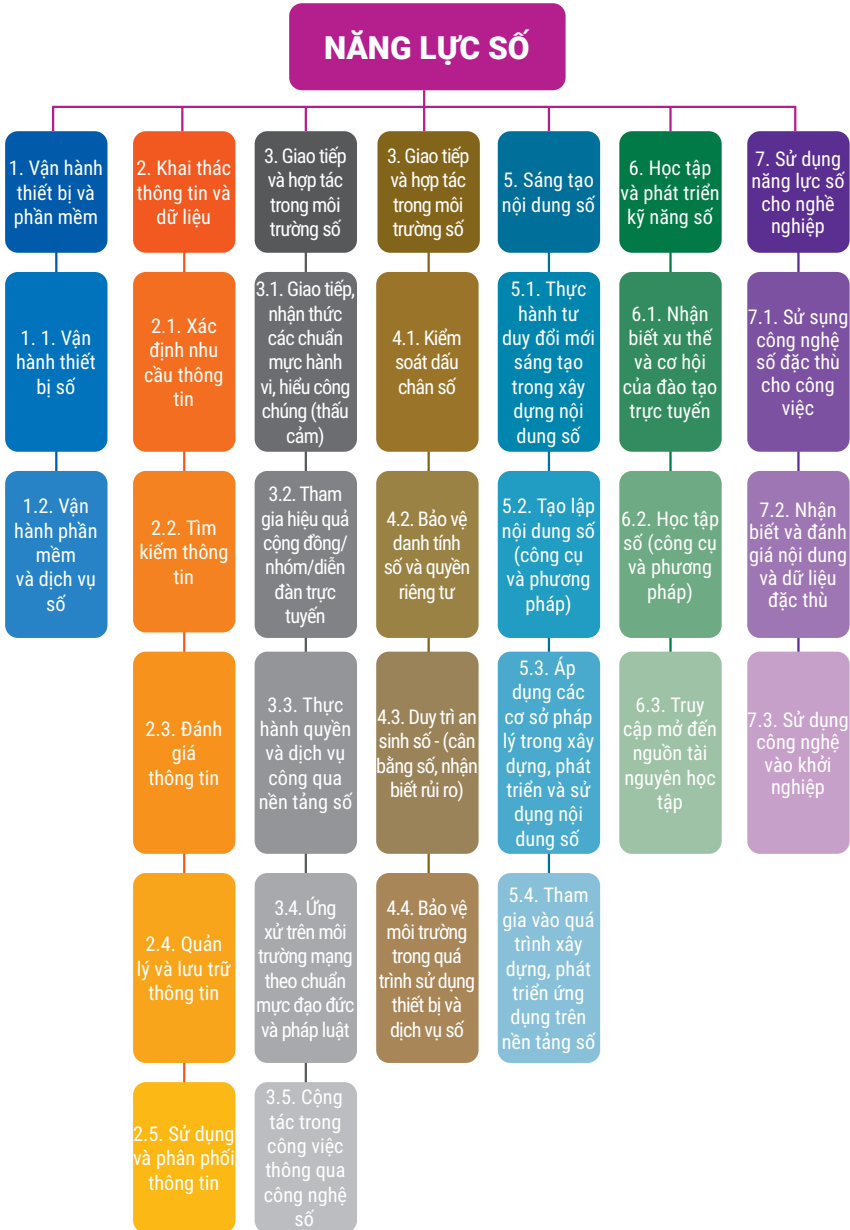 NĂNG LỰC SỐ
1. Vận hành
thiết bị và
phần mềm
1. 1. Vận
hành thiết
bị số
1.2. Vận
hành phần
mềm
và dịch vụ
số
2. Khai thác
thông tin và
dữ liệu
2.1. Xác
định nhu
cầu thông
tin
2.2. Tìm
kiếm thông
tin
2.3. Đánh
giá
thông tin
2.4. Quản
lý và lưu trữ
thông tin
2.5. Sử dụng
và phân phối
thông tin
3. Giao tiếp
và hợp tác
trong môi
trường số
3.1. Giao tiếp,
nhận thức
các chuẩn
mực hành
vi, hiểu công
chúng (thấu
cảm)
3.2. Tham
gia hiệu quả
cộng đồng/
nhóm/diễn
đàn trực
tuyến
3.3. Thực
hành quyền
và dịch vụ
công qua
nền tảng số
3.4. Ứng
xử trên môi
trường mạng
theo chuẩn
mực đạo đức
và pháp luật
3.5. Cộng
tác trong
công việc
thông qua
công nghệ
số
3. Giao tiếp
và hợp tác
trong môi
trường số
4.1. Kiểm
soát dấu
chân số
4.2. Bảo vệ
danh tính
số và quyền
riêng tư
4.3. Duy trì an
sinh số - (cân
bằng số, nhận
biết rủi ro)
4.4. Bảo vệ
môi trường
trong quá
trình sử dụng
thiết bị và
dịch vụ số
5. Sáng tạo
nội dung số
5.1. Thực
hành tư
duy đổi mới
sáng tạo
trong xây
dựng nội
dung số
5.2. Tạo lập
nội dung số
(công cụ
và phương
pháp)
5.3. Áp
dụng các
cơ sở pháp
lý trong xây
dựng, phát
triển và sử
dụng nội
dung số
5.4. Tham
gia vào quá
trình xây
dựng, phát
triển ứng
dụng trên
nền tảng số
6. Học tập
và phát triển
kỹ năng số
6.1. Nhận
biết xu thế
và cơ hội
của đào tạo
trực tuyến
6.2. Học tập
số (công cụ
và phương
pháp)
6.3. Truy
cập mở đến
nguồn tài
nguyên học
tập
7. Sử dụng
năng lực số
cho nghề
nghiệp
7.1. Sử sụng
công nghệ
số đặc thù
cho công
việc
7.2. Nhận
biết và đánh
giá nội dung
và dữ liệu
đặc thù
7.3. Sử dụng
công nghệ
vào khởi
nghiệp